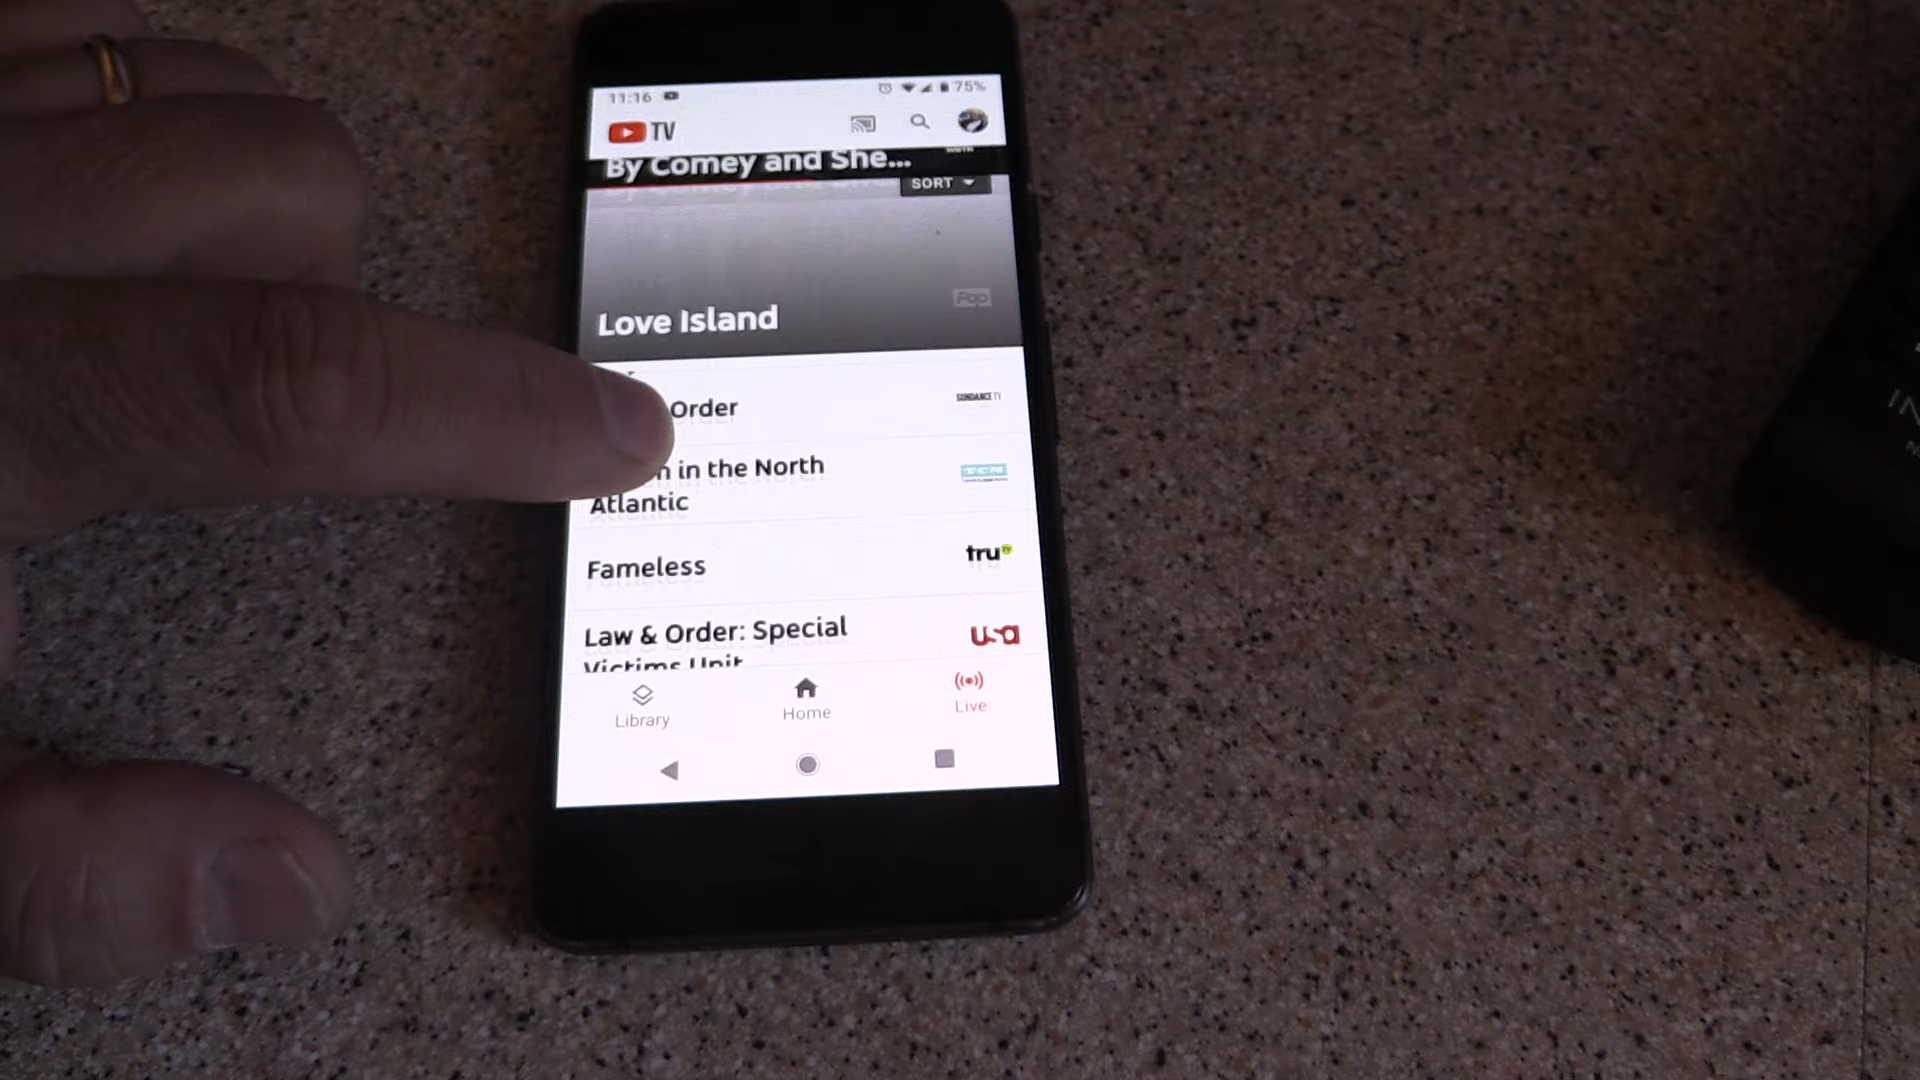 11:16
75%
TV
By Comey and She...
SORT
Love Island
Pop
Order
SUNDANCE TV
in the North
Atlantic
Fameless
tru
Law & Order: Special
usa
Victims Unit
Library
Home
Live